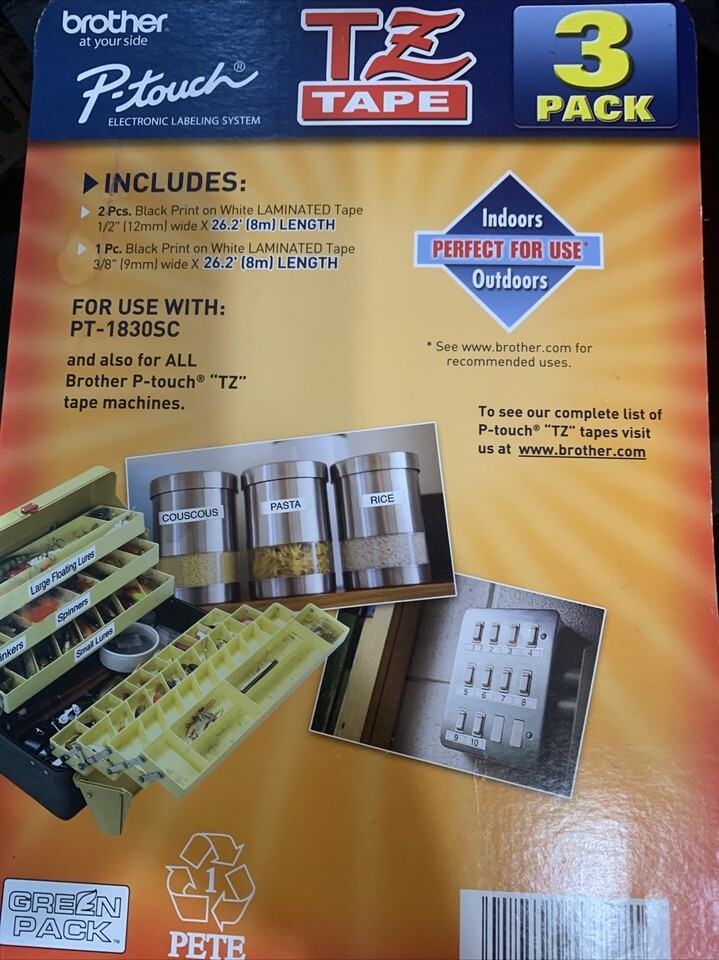 brother®
at your side
P-touch®
ELECTRONIC LABELING SYSTEM
TZ
TAPE
3
PACK
INCLUDES:
2 Pcs. Black Print on White LAMINATED Tape
1/2" (12mm) wide X 26.2' (8m) LENGTH
1 Pc. Black Print on White LAMINATED Tape
3/8" (9mm) wide X 26.2' (8m) LENGTH
Indoors
PERFECT FOR USE*
Outdoors
* See www.brother.com for
recommended uses.
FOR USE WITH:
PT-1830SC
and also for ALL
Brother P-touch® "TZ"
tape machines.
To see our complete list of
P-touch® "TZ" tapes visit
us at www.brother.com
COUSCOUS
PASTA
RICE
Large Floating Lures
Spinners
inkers
Small Lures
1 2 3 4
5 6 7 8
9 10
GREEN
PACK™
1
PETE